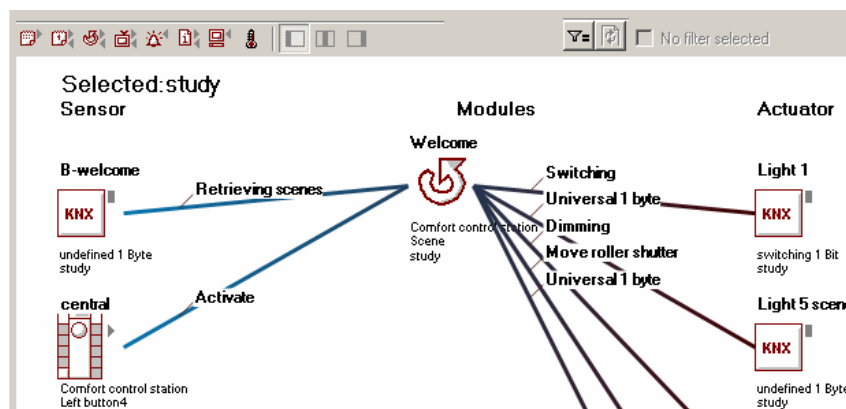 No filter selected
Selected:study
Sensor
Modules
Actuator
Welcome
B-welcome
Retrieving scenes
Switching
Light 1
KNX
Universal 1 byte
KNX
Comfort control station
Scene
study
Dimming
undefined 1 Byte
study
Move roller shutter
switching 1 Bit
study
Universal 1 byte
central
Activate
Light 5 scen
KNX
Comfort control station
Left button4
undefined 1 Byte
study